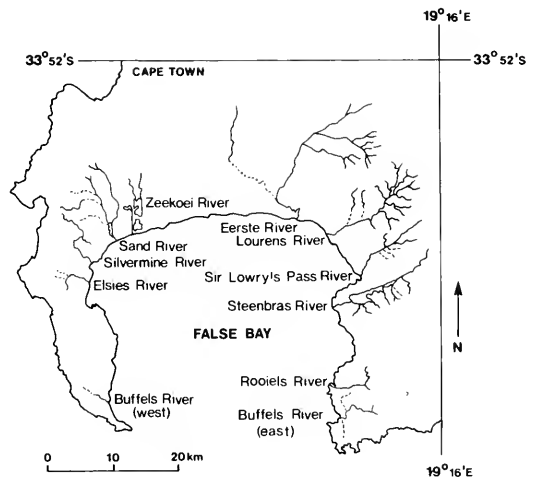 19°16'E
33°52'S
33°52'S
CAPE TOWN
Zeekoei River
Eerste River
Sand River
Lourens River
Silvermine River
Sir Lowry's Pass River
Elsies River
Steenbras River
FALSE BAY
N
Rooiels River
Buffels River
(west)
Buffels River
(east)
0 10 20km
19°16'E